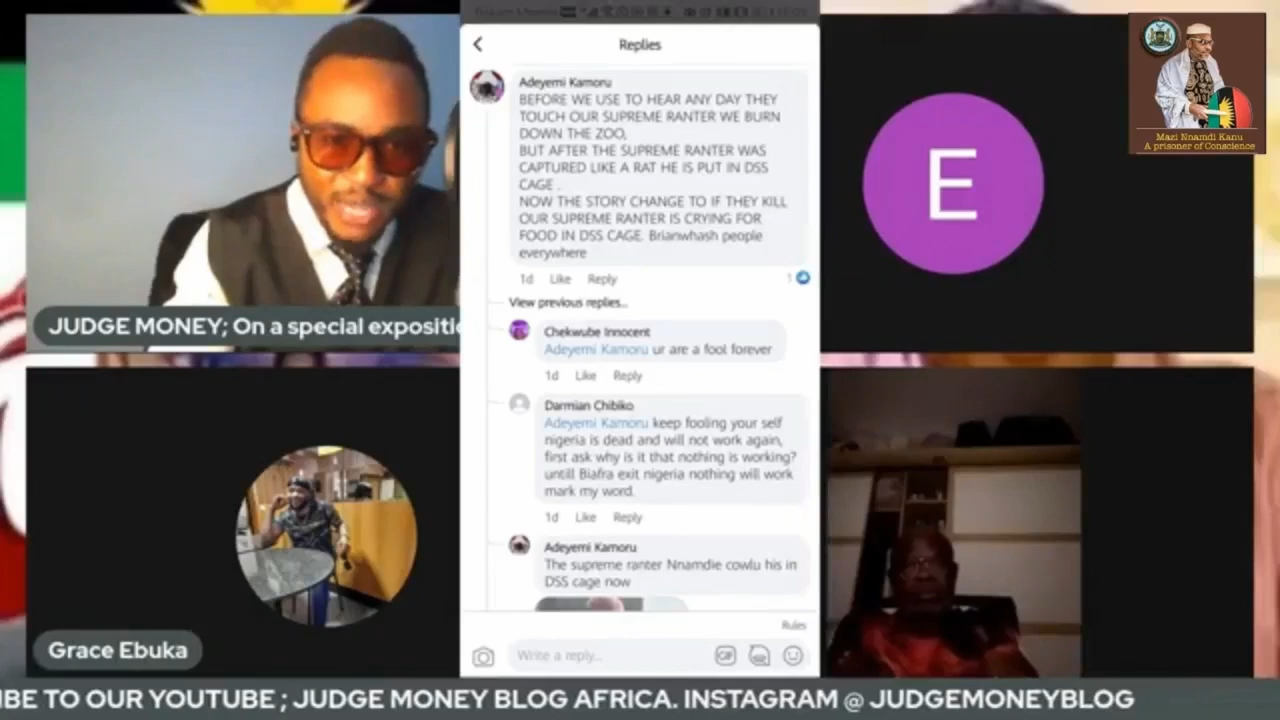 Replies
Adeyemi Kamoru
BEFORE WE USE TO HEAR ANY DAY THEY
TOUCH OUR SUPREME RANTER WE BURN
DOWN THE ZOO,
BUT AFTER THE SUPREME RANTER WAS
CAPTURED LIKE A RAT HE IS PUT IN DSS
CAGE .
NOW THE STORY CHANGE TO IF THEY KILL
OUR SUPREME RANTER IS CRYING FOR
FOOD IN DSS CAGE. Brianwhash people
everywhere
1d Like Reply 1
View previous replies...
Chekwube Innocent
Adeyemi Kamoru ur are a fool forever
1d Like Reply
Darmian Chibiko
Adeyemi Kamoru keep fooling your self
nigeria is dead and will not work again,
first ask why is it that nothing is working?
untill Biafra exit nigeria nothing will work
mark my word.
1d Like Reply
Adeyemi Kamoru
The supreme ranter Nnamdie cowlu his in
DSS cage now
Rules
Write a reply...
GIF
E
Mazi Nnamdi Kanu
A prisoner of Conscience
JUDGE MONEY; On a special expositi
Grace Ebuka
IBE TO OUR YOUTUBE ; JUDGE MONEY BLOG AFRICA. INSTAGRAM @ JUDGEMONEYBLOG